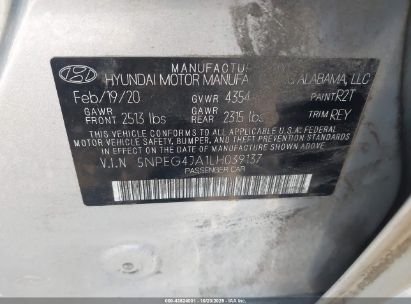 MANUFACTUR
HYUNDAI MOTOR MANUFA ALABAMA, LLC
Feb/19/20 GVWR 4354 PAINT R2T
GAWR FRONT 2513 lbs GAWR REAR 2315 lbs TRIM REY
THIS VEHICLE CONFORMS TO ALL APPLICABLE U.S. FEDERAL
MOTOR VEHICLE SAFETY, BUMPER, AND THEFT PREVENTION STANDARDS
IN EFFECT ON THE DATE OF MANUFACTURE SHOWN ABOVE.
V.I.N 5NPEG4JA1LH039137
PASSENGER CAR